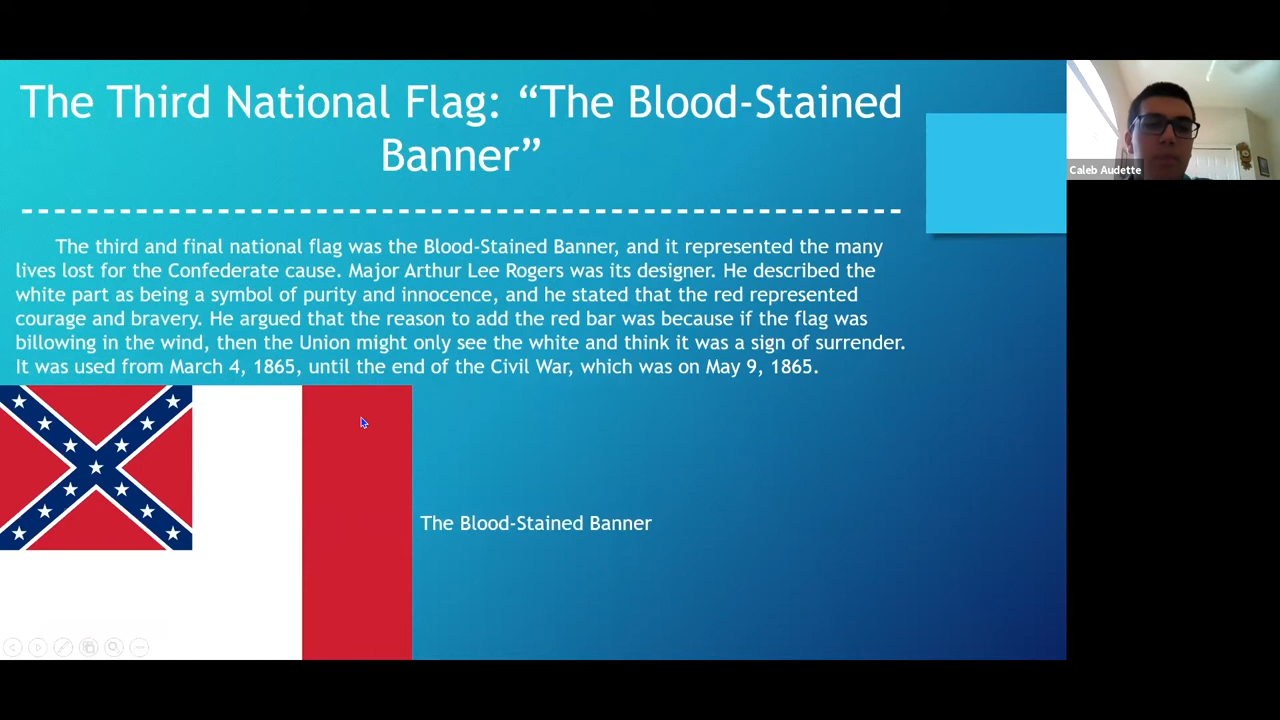 The Third National Flag: “The Blood-Stained
Banner”
The third and final national flag was the Blood-Stained Banner, and it represented the many
lives lost for the Confederate cause. Major Arthur Lee Rogers was its designer. He described the
white part as being a symbol of purity and innocence, and he stated that the red represented
courage and bravery. He argued that the reason to add the red bar was because if the flag was
billowing in the wind, then the Union might only see the white and think it was a sign of surrender.
It was used from March 4, 1865, until the end of the Civil War, which was on May 9, 1865.
The Blood-Stained Banner
Caleb Audette